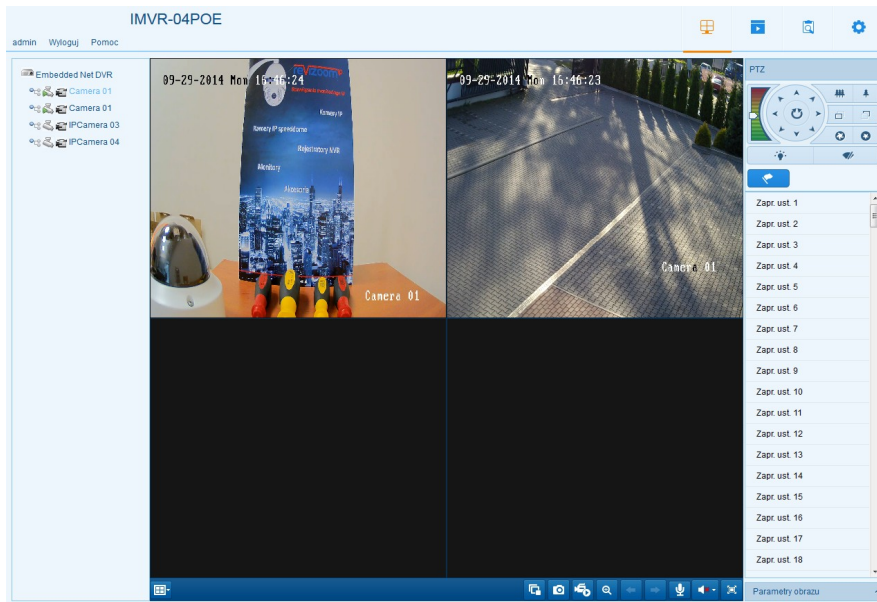 IMVR-04POE
admin Wyloguj Pomoc
Embedded Net DVR
Camera 01
Camera 01
IPCamera 03
IPCamera 04
09-29-2014 Mon 16:46:24
Kamery IP
Kamery IP sprzedażne
Rejestratory NVR
Monitory
Akcesoria
Camera 01
09-29-2014 Mon 16:46:23
Camera 01
PTZ
Zapr. ust. 1
Zapr. ust. 2
Zapr. ust. 3
Zapr. ust. 4
Zapr. ust. 5
Zapr. ust. 6
Zapr. ust. 7
Zapr. ust. 8
Zapr. ust. 9
Zapr. ust. 10
Zapr. ust. 11
Zapr. ust. 12
Zapr. ust. 13
Zapr. ust. 14
Zapr. ust. 15
Zapr. ust. 16
Zapr. ust. 17
Zapr. ust. 18
Parametry obrazu